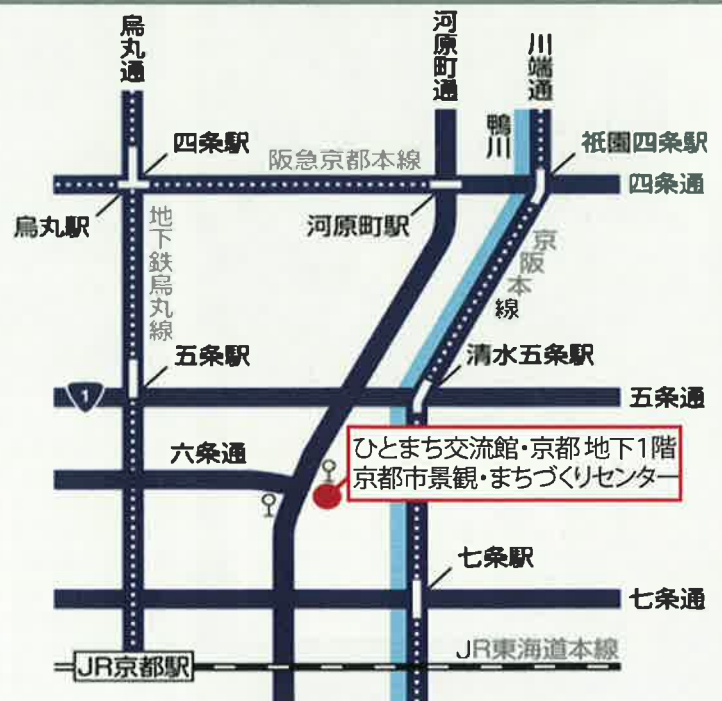 烏丸通
河原町通
川端通
鴨川
四条駅
阪急京都本線
祇園四条駅
四条通
烏丸駅
河原町駅
地下鉄烏丸線
京阪本線
五条駅
清水五条駅
1
五条通
六条通
ひとまち交流館・京都 地下1階
京都市景観・まちづくりセンター
七条駅
七条通
JR東海道本線
JR京都駅